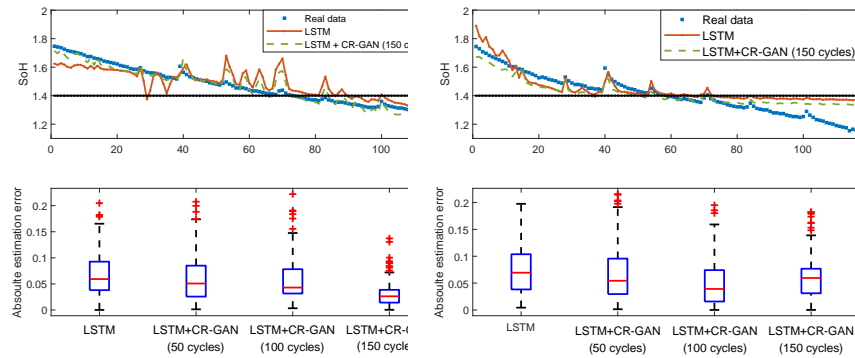 Real data
LSTM
LSTM + CR-GAN (150 c
SoH
1.6
1.4
1.2
0 20 40 60 80 100
Real data
LSTM
LSTM+CR-GAN (150 cycles)
SoH
1.8
1.6
1.4
1.2
0 20 40 60 80 100
Absoulte estimation error
0.2
0.15
0.1
0.05
0
LSTM
LSTM+CR-GAN
(50 cycles)
LSTM+CR-GAN
(100 cycles)
LSTM+CR-G
(150 cycle
Absoulte estimation error
0.2
0.15
0.1
0.05
0
LSTM
LSTM+CR-GAN
(50 cycles)
LSTM+CR-GAN
(100 cycles)
LSTM+CR-GAN
(150 cycles)